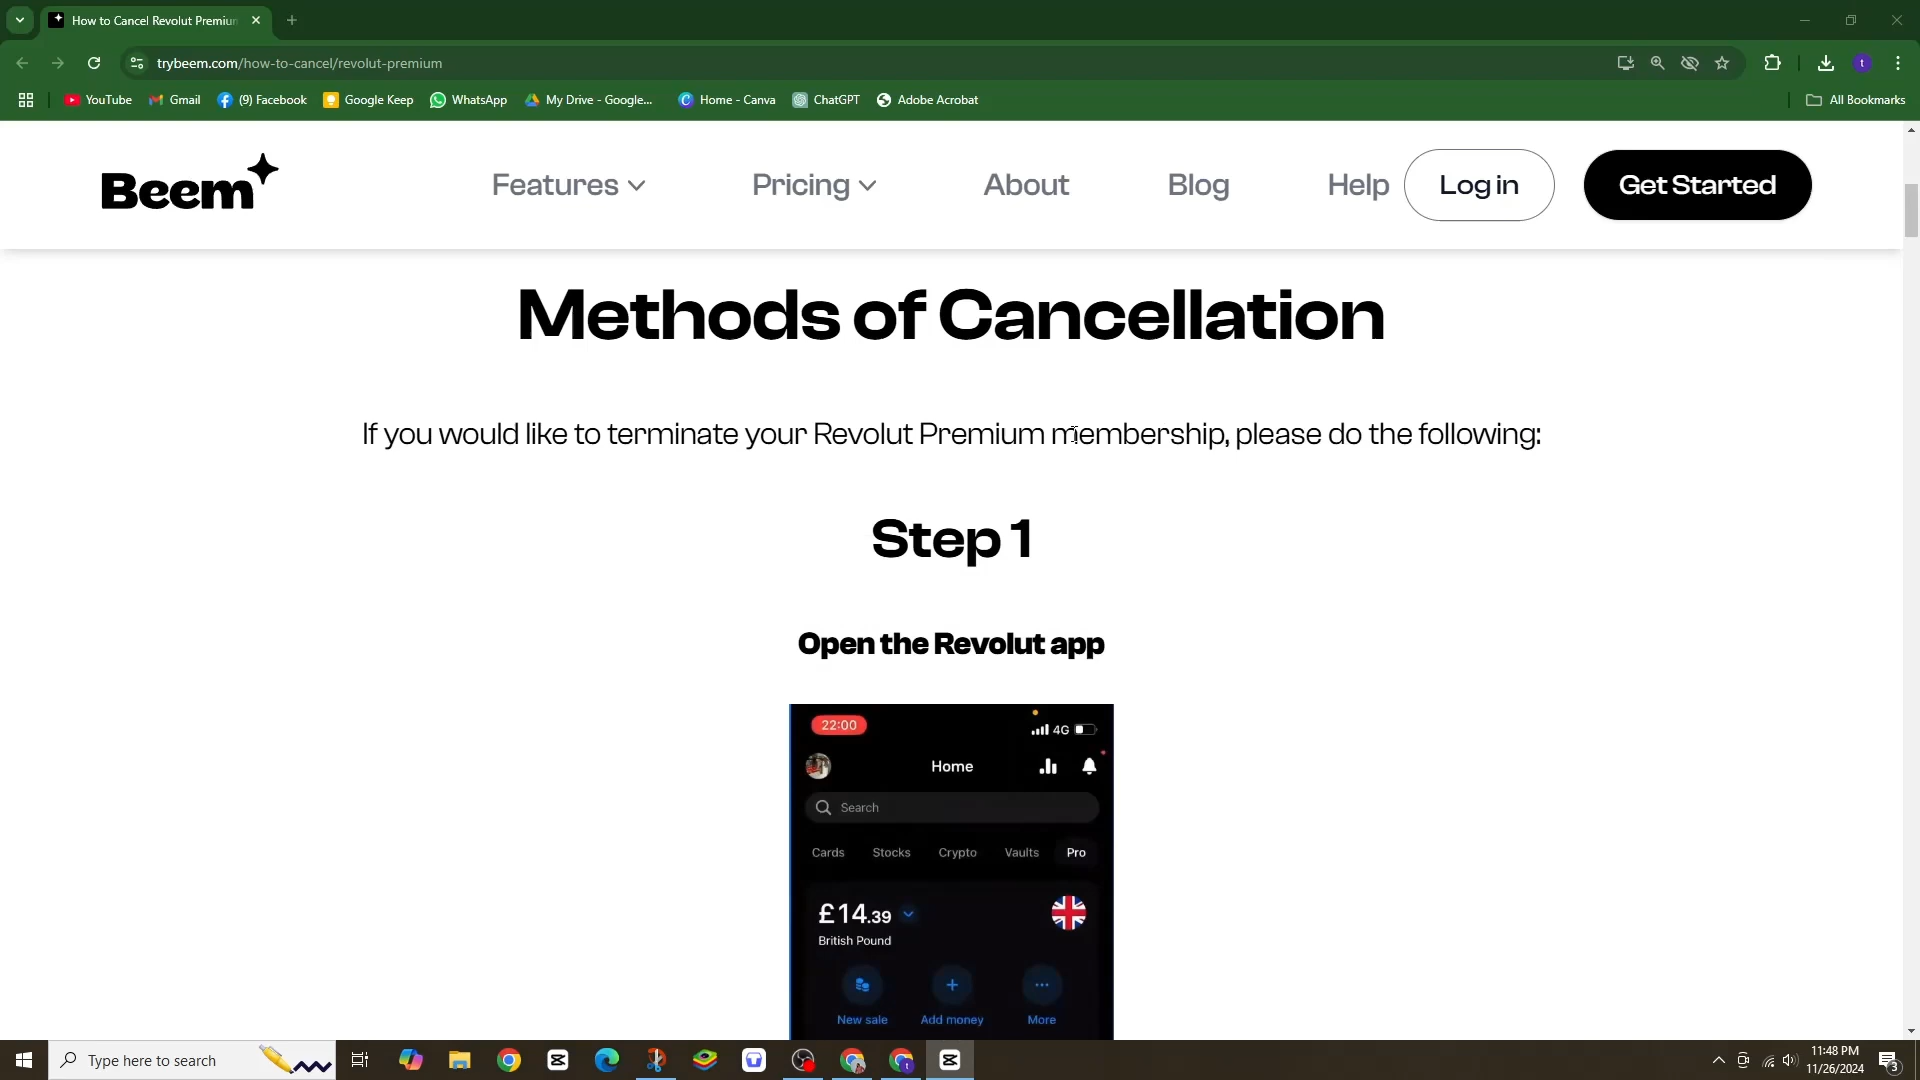 How to Cancel Revolut Premium
trybeem.com/how-to-cancel/revolut-premium
t
YouTube
Gmail
(9) Facebook
Google Keep
WhatsApp
My Drive - Google...
Home - Canva
ChatGPT
Adobe Acrobat
All Bookmarks
Beem
Features
Pricing
About
Blog
Help
Log in
Get Started
Methods of Cancellation
If you would like to terminate your Revolut Premium membership, please do the following:
Step 1
Open the Revolut app
22:00
4G
Home
Search
Cards
Stocks
Crypto
Vaults
Pro
£14.39
British Pound
New sale
Add money
More
Type here to search
11:48 PM
11/26/2024
3